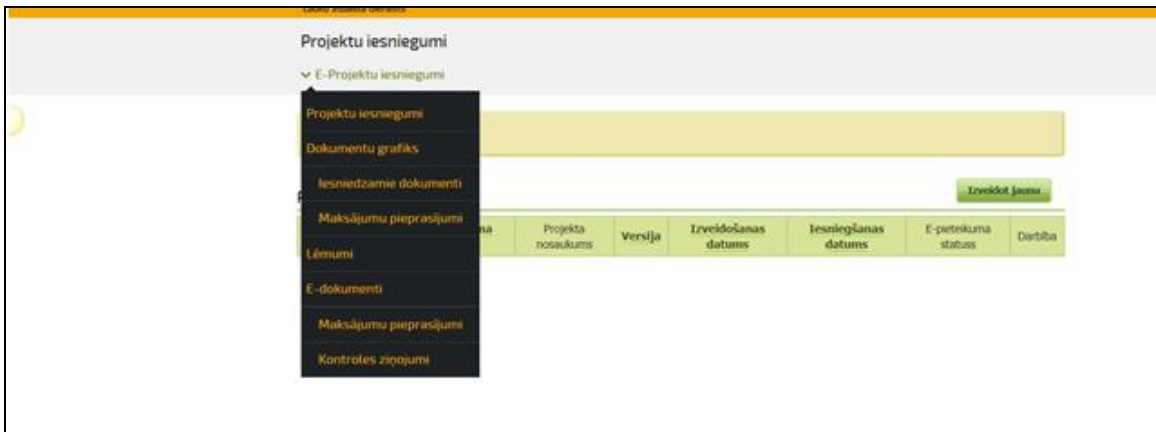 Projektu iesniegumi
E-Projektu iesniegumi
Projektu iesniegumi
Dokumentu grafiks
Iesniedzamie dokumenti
Maksājumu pieprasījumi
Lēmumi
E-dokumenti
Maksājumu pieprasījumi
Kontroles ziņojumi
Izveidot jaunu
Projekta
nosaukums
Versija
Izveidošanas
datums
Iesniegšanas
datums
E-pieteikuma
statuss
Darbība